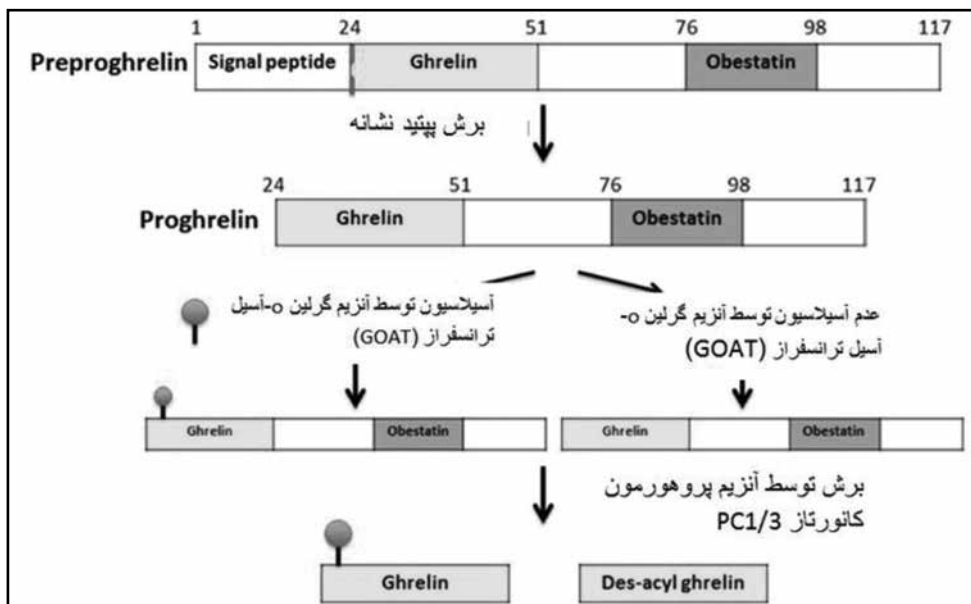 1 24 51 76 98 117
Preproghrelin Signal peptide Ghrelin Obestatin
برش پپتید نشانه
24 51 76 98 117
Proghrelin Ghrelin Obestatin
آسیلاسیون توسط آنزیم گرلین o-آسیل
ترانسفراز (GOAT)
عدم آسیلاسیون توسط آنزیم گرلین o-
آسیل ترانسفراز (GOAT)
Ghrelin Obestatin Ghrelin Obestatin
برش توسط آنزیم پروهورمون
کانورتاز PC1/3
Ghrelin Des-acyl ghrelin